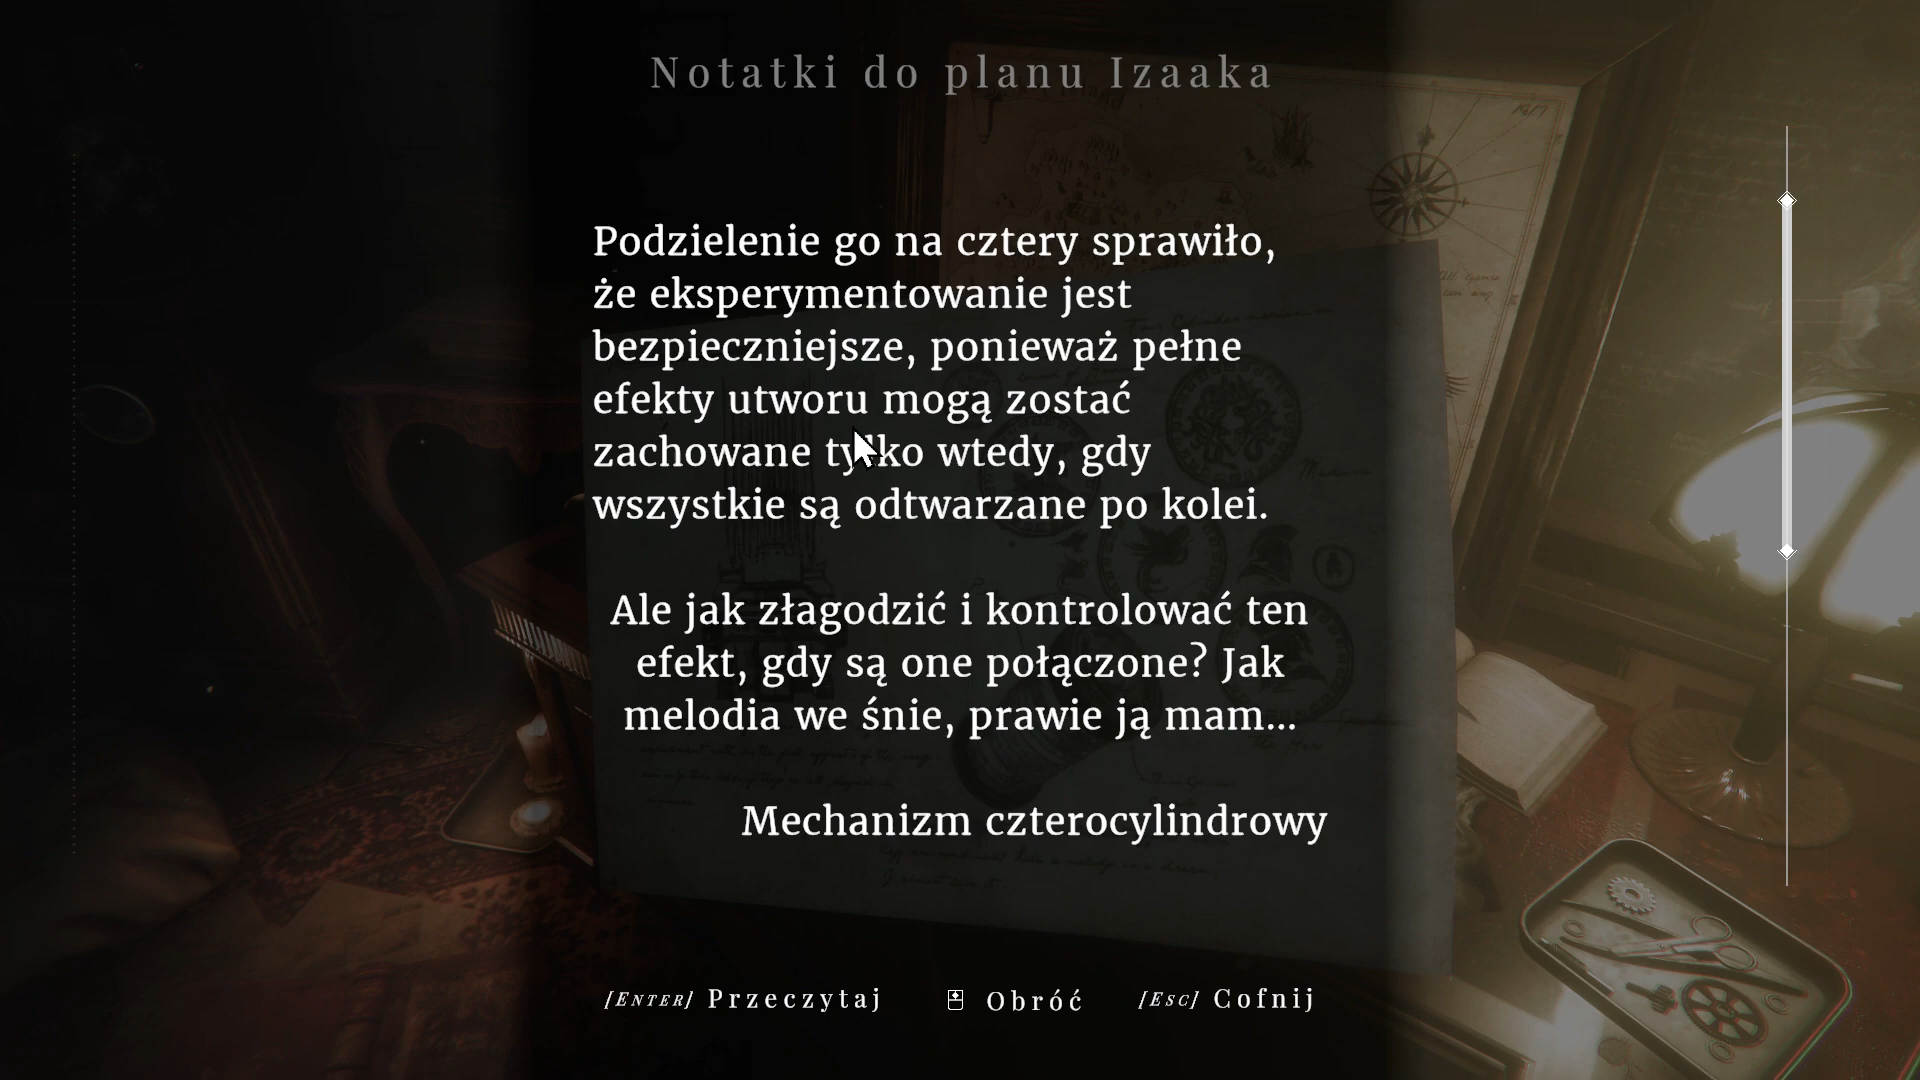 Notatki do planu Izaaka
1917
Podzielenie go na cztery sprawiło,
że eksperymentowanie jest
bezpieczniejsze, ponieważ pełne
efekty utworu mogą zostać
zachowane tylko wtedy, gdy
wszystkie są odtwarzane po kolei.
Ale jak złagodzić i kontrolować ten
efekt, gdy są one połączone? Jak
melodia we śnie, prawie ją mam...
Mechanizm czterocylindrowy
[Enter] Przeczytaj
Obróć
[Esc] Cofnij